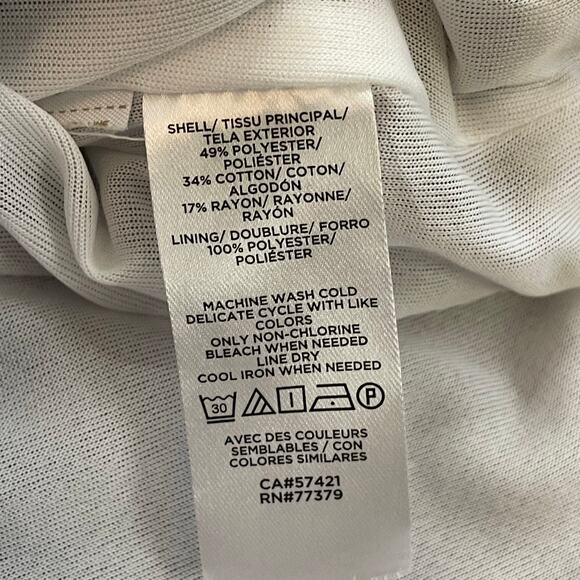 SHELL/ TISSU PRINCIPAL/
TELA EXTERIOR
49% POLYESTER/
POLIÉSTER
34% COTTON/ COTON/
ALGODÓN
17% RAYON/ RAYONNE/
RAYÓN
LINING/ DOUBLURE/ FORRO
100% POLYESTER/
POLIÉSTER
MACHINE WASH COLD
DELICATE CYCLE WITH LIKE
COLORS
ONLY NON-CHLORINE
BLEACH WHEN NEEDED
LINE DRY
COOL IRON WHEN NEEDED
30 P
AVEC DES COULEURS
SEMBLABLES / CON
COLORES SIMILARES
CA#57421
RN#77379